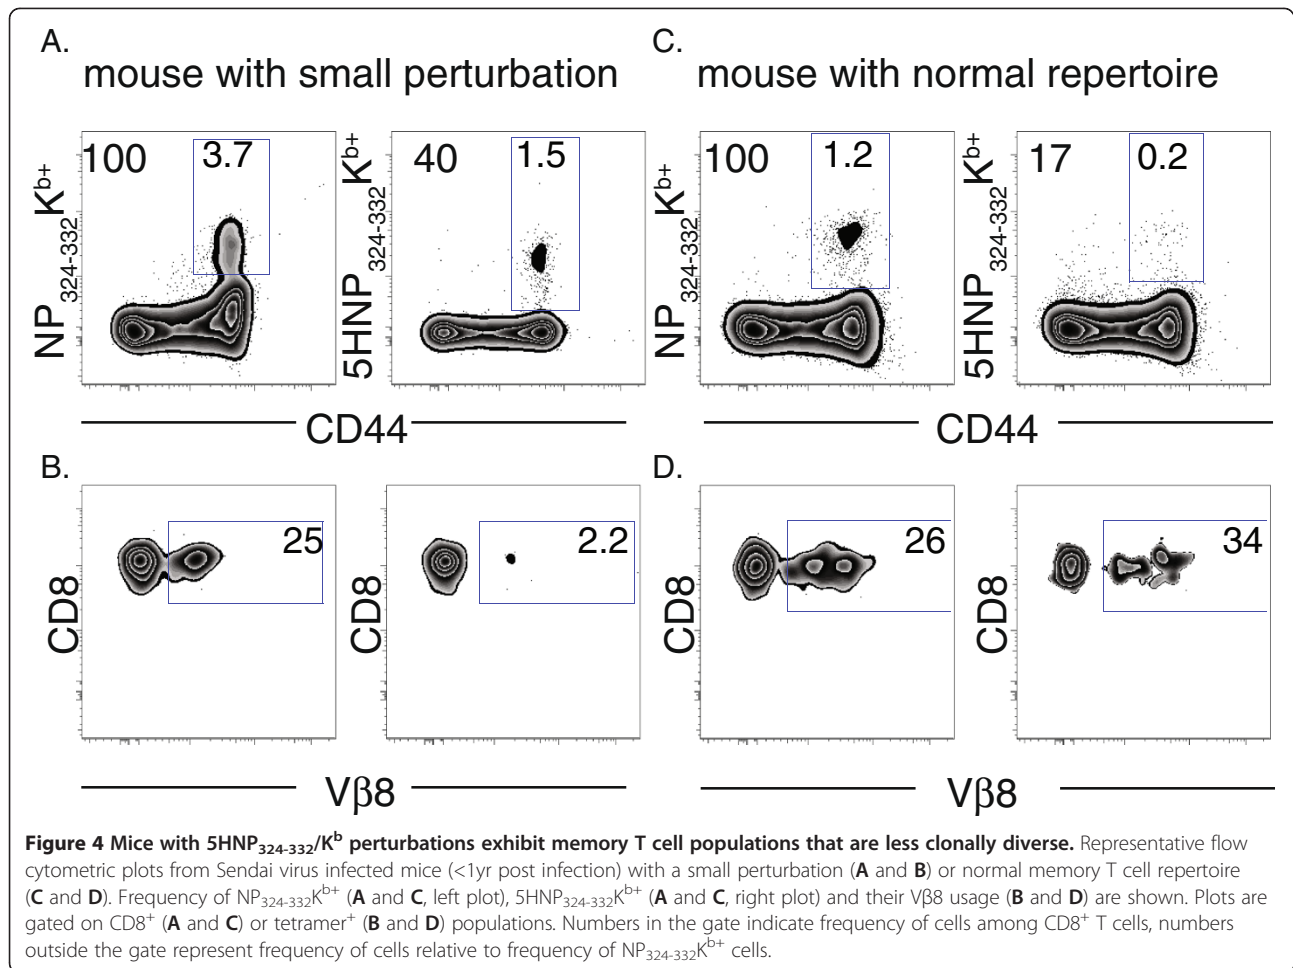 A.
mouse with small perturbation
C.
mouse with normal repertoire
NP324-332Kb+
100
3.7
5HNP324-332Kb+
40
1.5
NP324-332Kb+
100
1.2
5HNP324-332Kb+
17
0.2
CD44
CD44
B.
D.
CD8
25
CD8
2.2
CD8
26
CD8
34
Vβ8
Vβ8
Figure 4 Mice with 5HNP324-332/Kb perturbations exhibit memory T cell populations that are less clonally diverse. Representative flow
cytometric plots from Sendai virus infected mice (<1yr post infection) with a small perturbation (A and B) or normal memory T cell repertoire
(C and D). Frequency of NP324-332Kb+ (A and C, left plot), 5HNP324-332Kb+ (A and C, right plot) and their Vβ8 usage (B and D) are shown. Plots are
gated on CD8+ (A and C) or tetramer+ (B and D) populations. Numbers in the gate indicate frequency of cells among CD8+ T cells, numbers
outside the gate represent frequency of cells relative to frequency of NP324-332Kb+ cells.